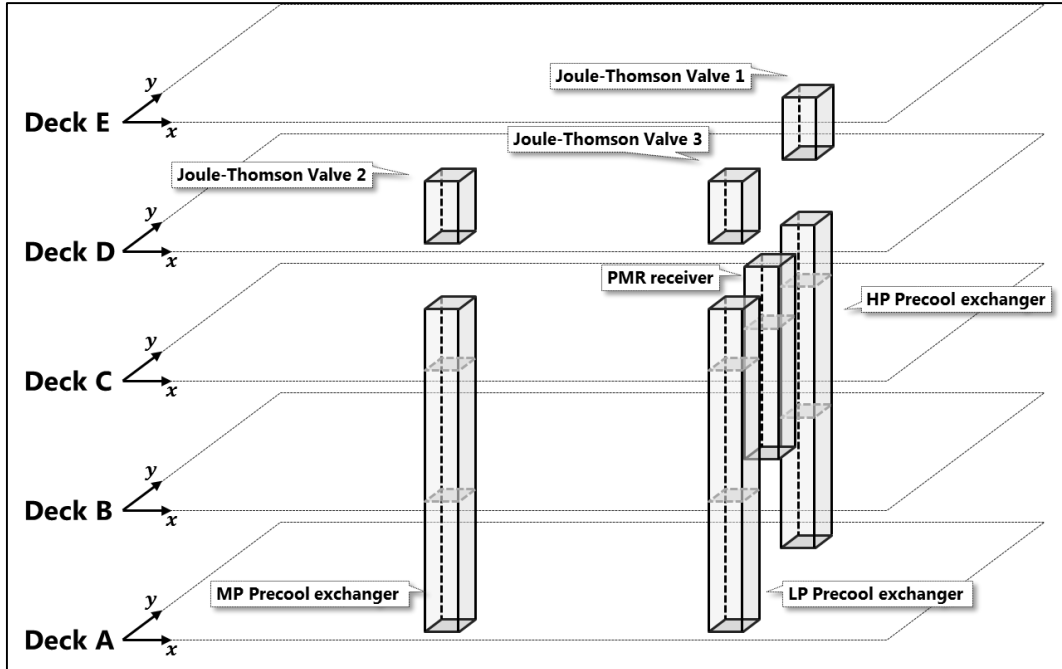 Joule-Thomson Valve 1
y
Deck E
x
Joule-Thomson Valve 3
Joule-Thomson Valve 2
y
Deck D
x
PMR receiver
HP Precool exchanger
y
Deck C
x
y
Deck B
x
MP Precool exchanger
LP Precool exchanger
y
Deck A
x